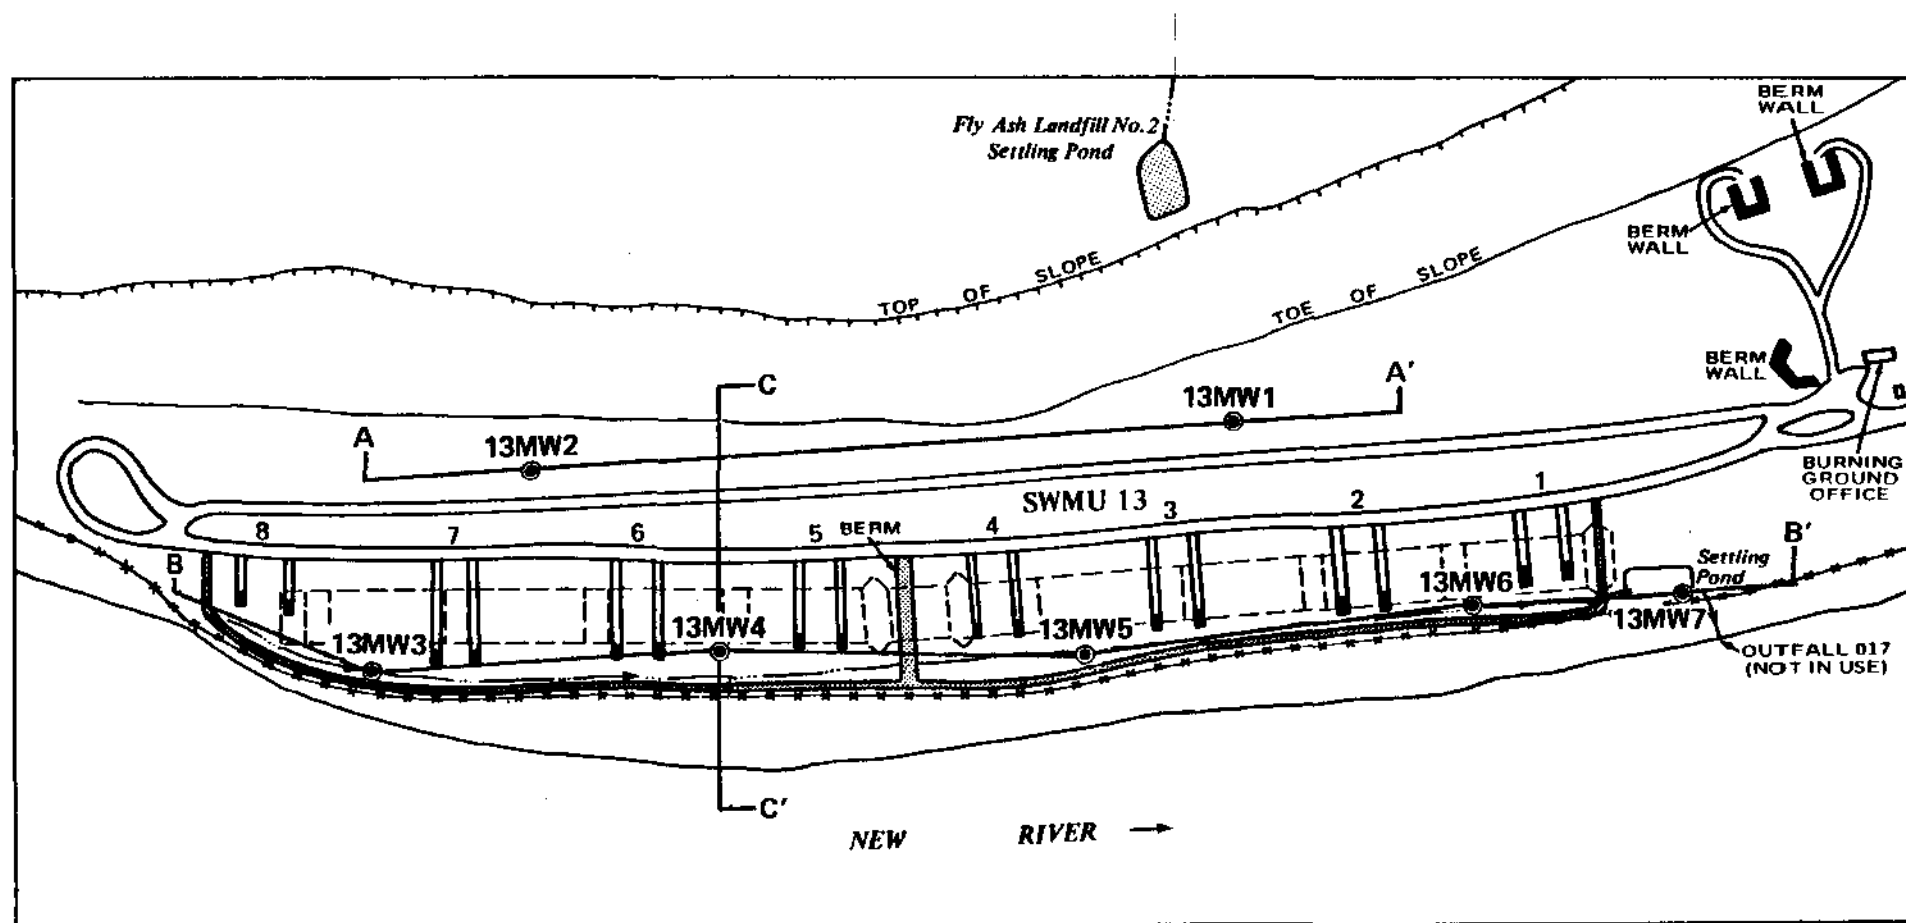 BERM
WALL
Fly Ash Landfill No.2
Settling Pond
BERM
WALL
TOP OF SLOPE
TOE OF SLOPE
BERM
WALL
C
A'
13MW1
A
13MW2
BURNING
GROUND
OFFICE
SWMU 13
1
2
3
4
5
6
7
8
BERM
B
B'
Settling
Pond
13MW6
13MW7
13MW3
13MW4
13MW5
OUTFALL 017
(NOT IN USE)
C'
NEW RIVER